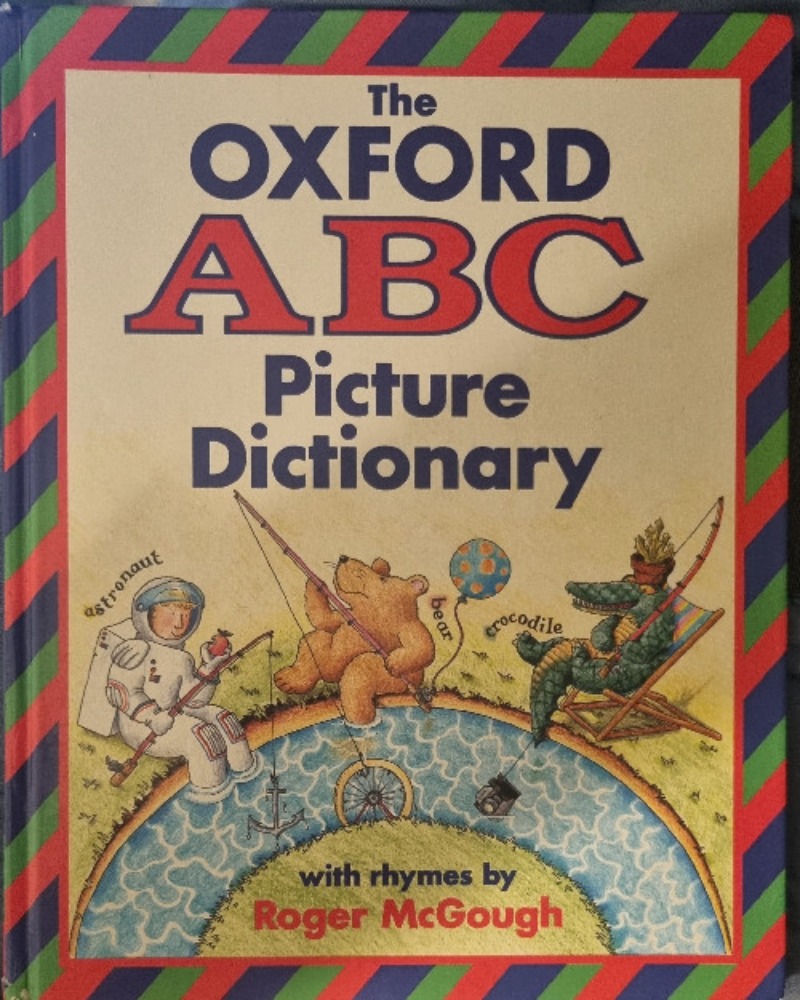 The
OXFORD
ABC
Picture
Dictionary
astronaut
bear
crocodile
with rhymes by
Roger McGough